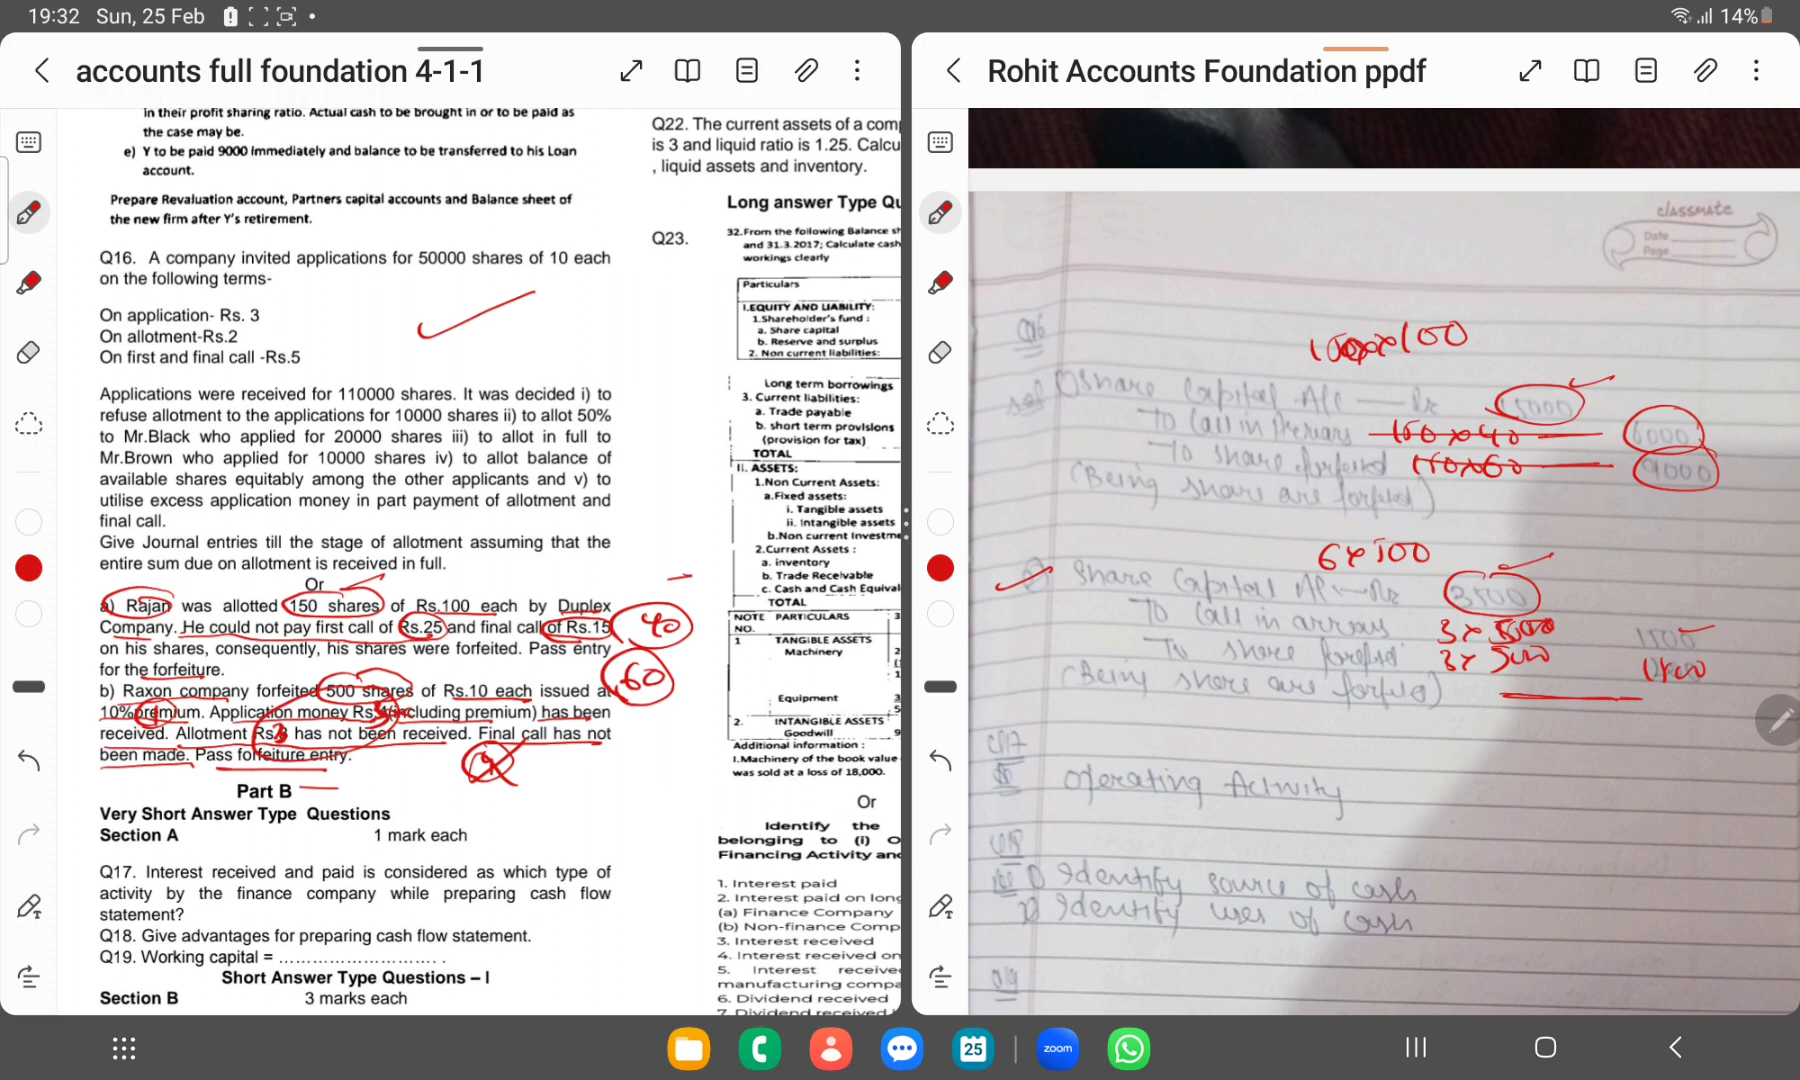 19:32 Sun, 25 Feb
14%
accounts full foundation 4-1-1
in their profit sharing ratio. Actual cash to be brought in or to be paid as
the case may be.
e) Y to be paid 9000 immediately and balance to be transferred to his Loan
account.
Prepare Revaluation account, Partners capital accounts and Balance sheet of
the new firm after Y's retirement.
Q16. A company invited applications for 50000 shares of 10 each
on the following terms-
On application- Rs. 3
On allotment-Rs.2
On first and final call -Rs.5
Applications were received for 110000 shares. It was decided i) to
refuse allotment to the applications for 10000 shares ii) to allot 50%
to Mr.Black who applied for 20000 shares iii) to allot in full to
Mr.Brown who applied for 10000 shares iv) to allot balance of
available shares equitably among the other applicants and v) to
utilise excess application money in part payment of allotment and
final call.
Give Journal entries till the stage of allotment assuming that the
entire sum due on allotment is received in full.
Or
a) Rajan was allotted 150 shares of Rs.100 each by Duplex
Company. He could not pay first call of Rs.25 and final call of Rs.15
on his shares, consequently, his shares were forfeited. Pass entry
for the forfeiture.
40
60
b) Raxon company forfeited 500 shares of Rs.10 each issued at
10%premium. Application money Rs.4(including premium) has been
received. Allotment Rs.3 has not been received. Final call has not
been made. Pass forfeiture entry.
Part B
Very Short Answer Type Questions
Section A 1 mark each
Q17. Interest received and paid is considered as which type of
activity by the finance company while preparing cash flow
statement?
Q18. Give advantages for preparing cash flow statement.
Q19. Working capital = ............................ .
Short Answer Type Questions – I
Section B 3 marks each
Q22. The current assets of a comp
is 3 and liquid ratio is 1.25. Calcu
, liquid assets and inventory.
Long answer Type Qu
Q23.
32.From the following Balance sh
and 31.3.2017; Calculate cash
workings clearly
Particulars
I.EQUITY AND LIABILITY:
1.Shareholder's fund :
a. Share capital
b. Reserve and surplus
2. Non current liabilities:
Long term borrowings
3. Current liabilities:
a. Trade payable
b. short term provisions
(provision for tax)
TOTAL
II. ASSETS:
1.Non Current Assets:
a.Fixed assets:
i. Tangible assets
ii. Intangible assets
b.Non current Investme
2.Current Assets :
a. inventory
b. Trade Receivable
c. Cash and Cash Equival
TOTAL
NOTE PARTICULARS 3
NO.
1 TANGIBLE ASSETS
Machinery
Equipment
2. INTANGIBLE ASSETS
Goodwill 9
Additional information :
I.Machinery of the book value
was sold at a loss of 18,000.
Or
Identify the
belonging to (i) O
Financing Activity and
1. Interest paid
2. Interest paid on long
(a) Finance Company
(b) Non-finance Comp
3. Interest received
4. Interest received on
5. Interest receive
manufacturing compa
6. Dividend received
7. Dividend received
Rohit Accounts Foundation ppdf
classmate
Date
Page
Q16
Sol 1) Share Capital A/c — Dr 15000
To Call in Arriars 150 x 40 6000
To share forfeited 150x60 9000
(Being share are forfeited)
6 x 500
Share Capital A/c — Dr 3500
To Call in arrears 3 x 500 1500
To share forfeited 3 x 500
(Being share are forfeited)
Q17
Operating Activity
Q18
1) Identify source of cash
2) Identify uses of cash
Q19
25
zoom